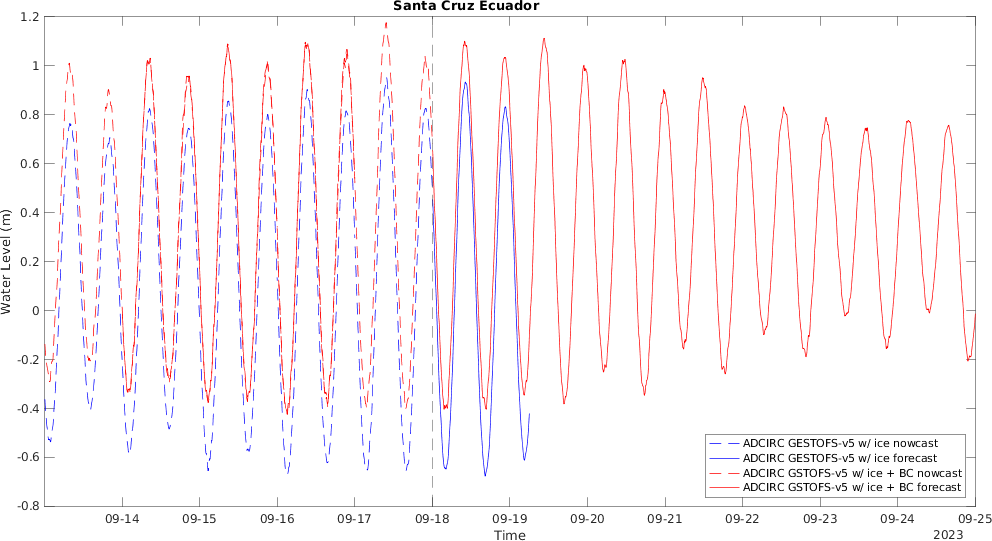 Santa Cruz Ecuador
1.2
1
0.8
0.6
0.4
0.2
0
-0.2
-0.4
-0.6
-0.8
Water Level (m)
ADCIRC GESTOFS-v5 w/ ice nowcast
ADCIRC GESTOFS-v5 w/ ice forecast
ADCIRC GSTOFS-v5 w/ ice + BC nowcast
ADCIRC GSTOFS-v5 w/ ice + BC forecast
09-14 09-15 09-16 09-17 09-18 09-19 09-20 09-21 09-22 09-23 09-24 09-25
Time
2023